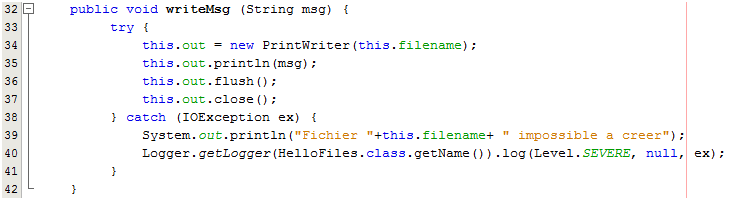 32 public void writeMsg (String msg) {
33 try {
34 this.out = new PrintWriter(this.filename);
35 this.out.println(msg);
36 this.out.flush();
37 this.out.close();
38 } catch (IOException ex) {
39 System.out.println("Fichier "+this.filename+ " impossible a creer");
40 Logger.getLogger(HelloFiles.class.getName()).log(Level.SEVERE, null, ex);
41 }
42 }